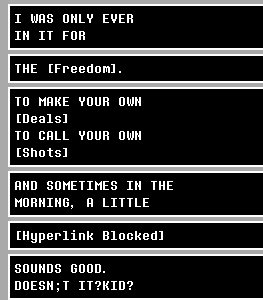 I WAS ONLY EVER
IN IT FOR
THE [Freedom].
TO MAKE YOUR OWN
[Deals]
TO CALL YOUR OWN
[Shots]
AND SOMETIMES IN THE
MORNING, A LITTLE
[Hyperlink Blocked]
SOUNDS GOOD.
DOESN;T IT?KID?